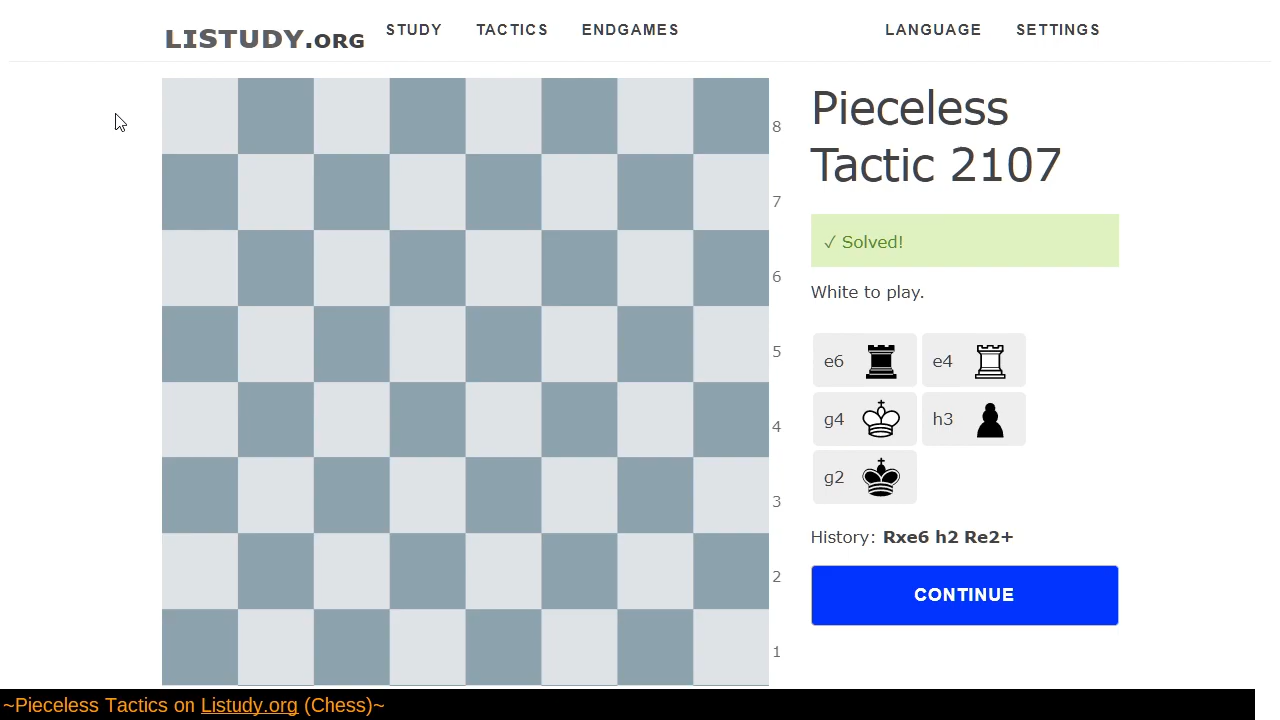 LISTUDY.ORG STUDY TACTICS ENDGAMES LANGUAGE SETTINGS
Pieceless
Tactic 2107
✓ Solved!
White to play.
e6 e4
g4 h3
g2
History: Rxe6 h2 Re2+
CONTINUE
8
7
6
5
4
3
2
1
~Pieceless Tactics on Listudy.org (Chess)~